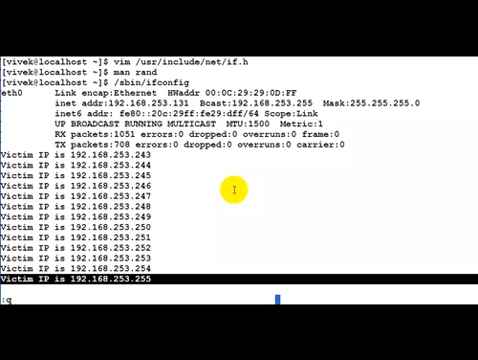 [vivek@localhost ~]$ vim /usr/include/net/if.h
[vivek@localhost ~]$ man rand
[vivek@localhost ~]$ /sbin/ifconfig
eth0 Link encap:Ethernet HWaddr 00:0C:29:29:0D:FF
inet addr:192.168.253.131 Bcast:192.168.253.255 Mask:255.255.255.0
inet6 addr: fe80::20c:29ff:fe29:dff/64 Scope:Link
UP BROADCAST RUNNING MULTICAST MTU:1500 Metric:1
RX packets:1051 errors:0 dropped:0 overruns:0 frame:0
TX packets:708 errors:0 dropped:0 overruns:0 carrier:0
Victim IP is 192.168.253.243
Victim IP is 192.168.253.244
Victim IP is 192.168.253.245
Victim IP is 192.168.253.246
Victim IP is 192.168.253.247
Victim IP is 192.168.253.248
Victim IP is 192.168.253.249
Victim IP is 192.168.253.250
Victim IP is 192.168.253.251
Victim IP is 192.168.253.252
Victim IP is 192.168.253.253
Victim IP is 192.168.253.254
Victim IP is 192.168.253.255
:q